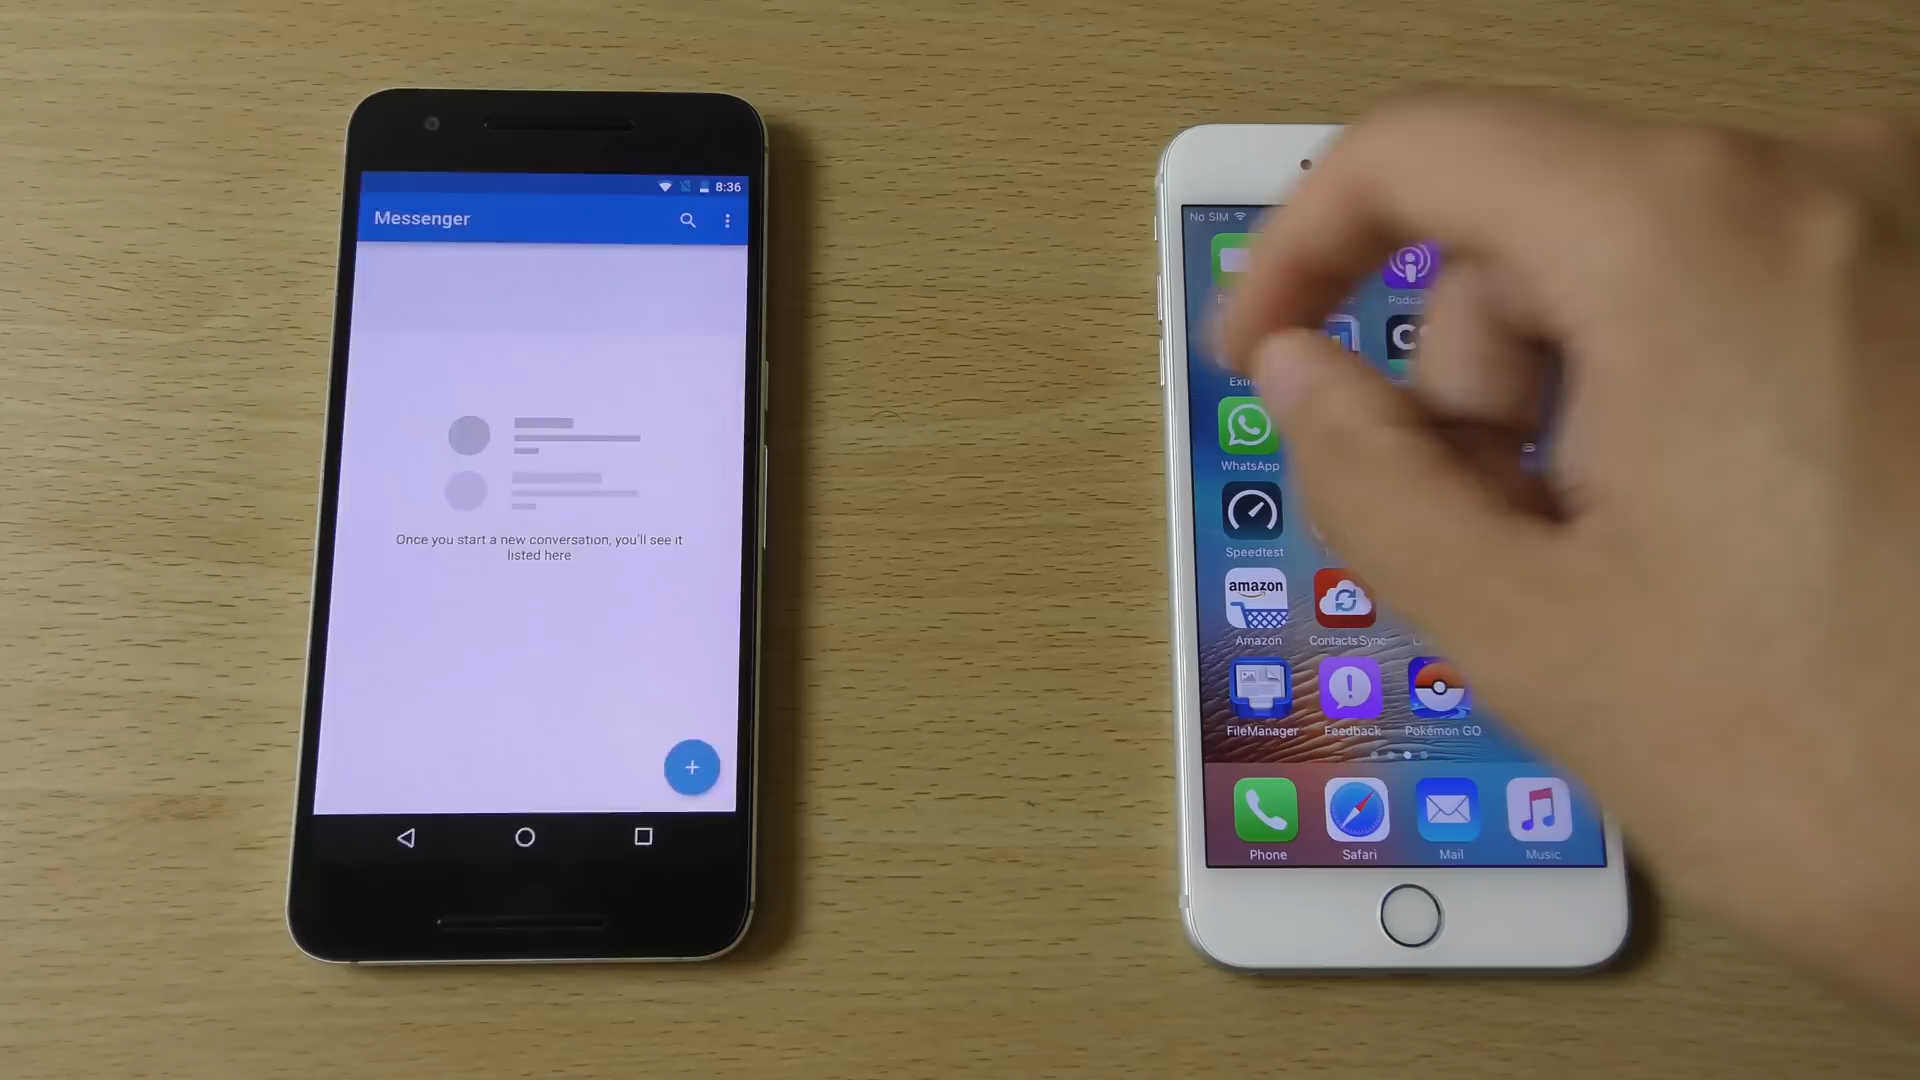 8:36
Messenger
Once you start a new conversation, you'll see it
listed here
+
No SIM
WhatsApp
Speedtest
amazon
Amazon
Contacts Sync
FileManager
Feedback
Pokémon GO
Phone
Safari
Mail
Music